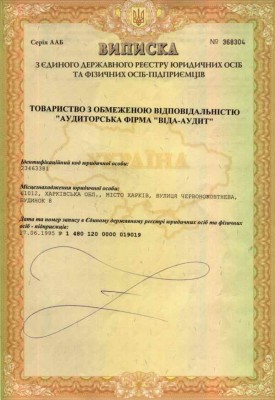 Серія ААБ
№ 368304
ВИПИСКА
З ЄДИНОГО ДЕРЖАВНОГО РЕЄСТРУ ЮРИДИЧНИХ ОСІБ
ТА ФІЗИЧНИХ ОСІБ-ПІДПРИЄМЦІВ
ТОВАРИСТВО З ОБМЕЖЕНОЮ ВІДПОВІДАЛЬНІСТЮ
"АУДИТОРСЬКА ФІРМА "ВІДА-АУДИТ"
Ідентифікаційний код юридичної особи:
23463383
Місцезнаходження юридичної особи:
61012, ХАРКІВСЬКА ОБЛ., МІСТО ХАРКІВ, ВУЛИЦЯ ЧЕРВОНОЖОВТНЕВА,
БУДИНОК 8
Дата та номер запису в Єдиному державному реєстрі юридичних осіб та фізичних
осіб - підприємців:
27.06.1995 № 1 480 120 0000 019019